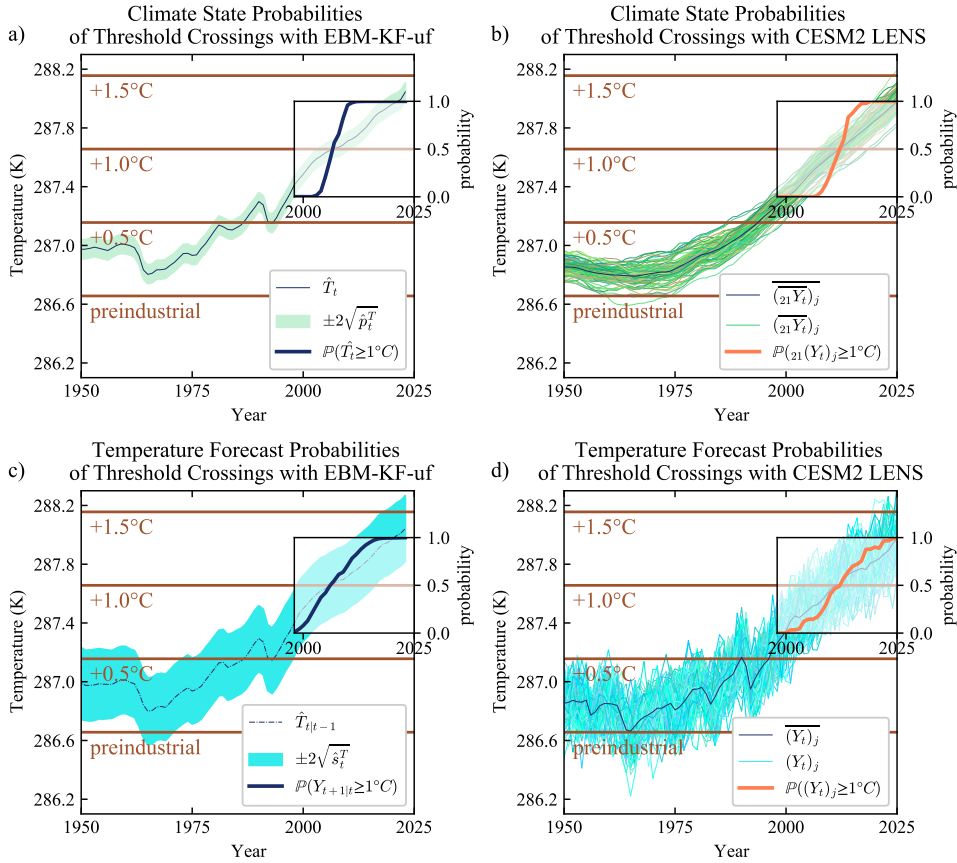 Climate State Probabilities
of Threshold Crossings with EBM-KF-uf
a)
288.2
287.8
287.4
287.0
286.6
286.2
Temperature (K)
+1.5°C
+1.0°C
+0.5°C
preindustrial
1.0
0.5
0.0
probability
2000
2025
T̂_t
±2√p̂_t^T
ℙ(T̂_t≥1°C)
1950
1975
2000
2025
Year
Climate State Probabilities
of Threshold Crossings with CESM2 LENS
b)
288.2
287.8
287.4
287.0
286.6
286.2
Temperature (K)
+1.5°C
+1.0°C
+0.5°C
preindustrial
1.0
0.5
0.0
probability
2000
2025
(₂₁Y_t)_j
(₂₁Y_t)_j
ℙ(₂₁(Y_t)_j≥1°C)
1950
1975
2000
2025
Year
Temperature Forecast Probabilities
of Threshold Crossings with EBM-KF-uf
c)
288.2
287.8
287.4
287.0
286.6
286.2
Temperature (K)
+1.5°C
+1.0°C
+0.5°C
preindustrial
1.0
0.5
0.0
probability
2000
2025
T̂_{t|t−1}
±2√ŝ_t^T
ℙ(Y_{t+1|t}≥1°C)
1950
1975
2000
2025
Year
Temperature Forecast Probabilities
of Threshold Crossings with CESM2 LENS
d)
288.2
287.8
287.4
287.0
286.6
286.2
Temperature (K)
+1.5°C
+1.0°C
+0.5°C
preindustrial
1.0
0.5
0.0
probability
2000
2025
(Y_t)_j
(Y_t)_j
ℙ((Y_t)_j≥1°C)
1950
1975
2000
2025
Year